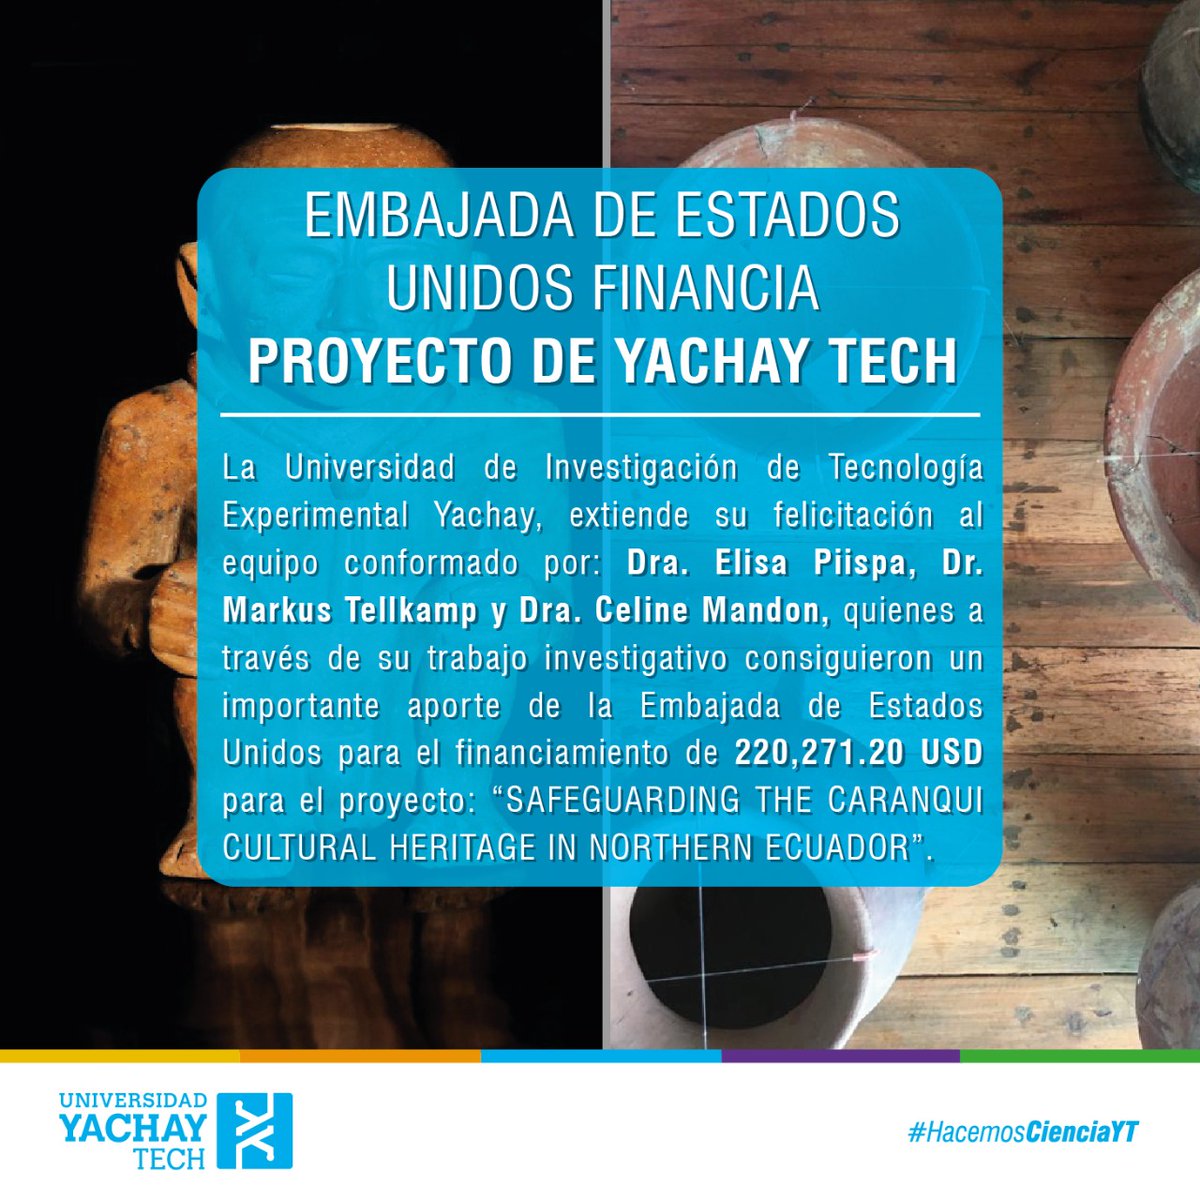 EMBAJADA DE ESTADOS
UNIDOS FINANCIA
PROYECTO DE YACHAY TECH
La Universidad de Investigación de Tecnología
Experimental Yachay, extiende su felicitación al
equipo conformado por: Dra. Elisa Piispa, Dr.
Markus Tellkamp y Dra. Celine Mandon, quienes a
través de su trabajo investigativo consiguieron un
importante aporte de la Embajada de Estados
Unidos para el financiamiento de 220,271.20 USD
para el proyecto: “SAFEGUARDING THE CARANQUI
CULTURAL HERITAGE IN NORTHERN ECUADOR”.
UNIVERSIDAD
YACHAY
TECH
#HacemosCienciaYT